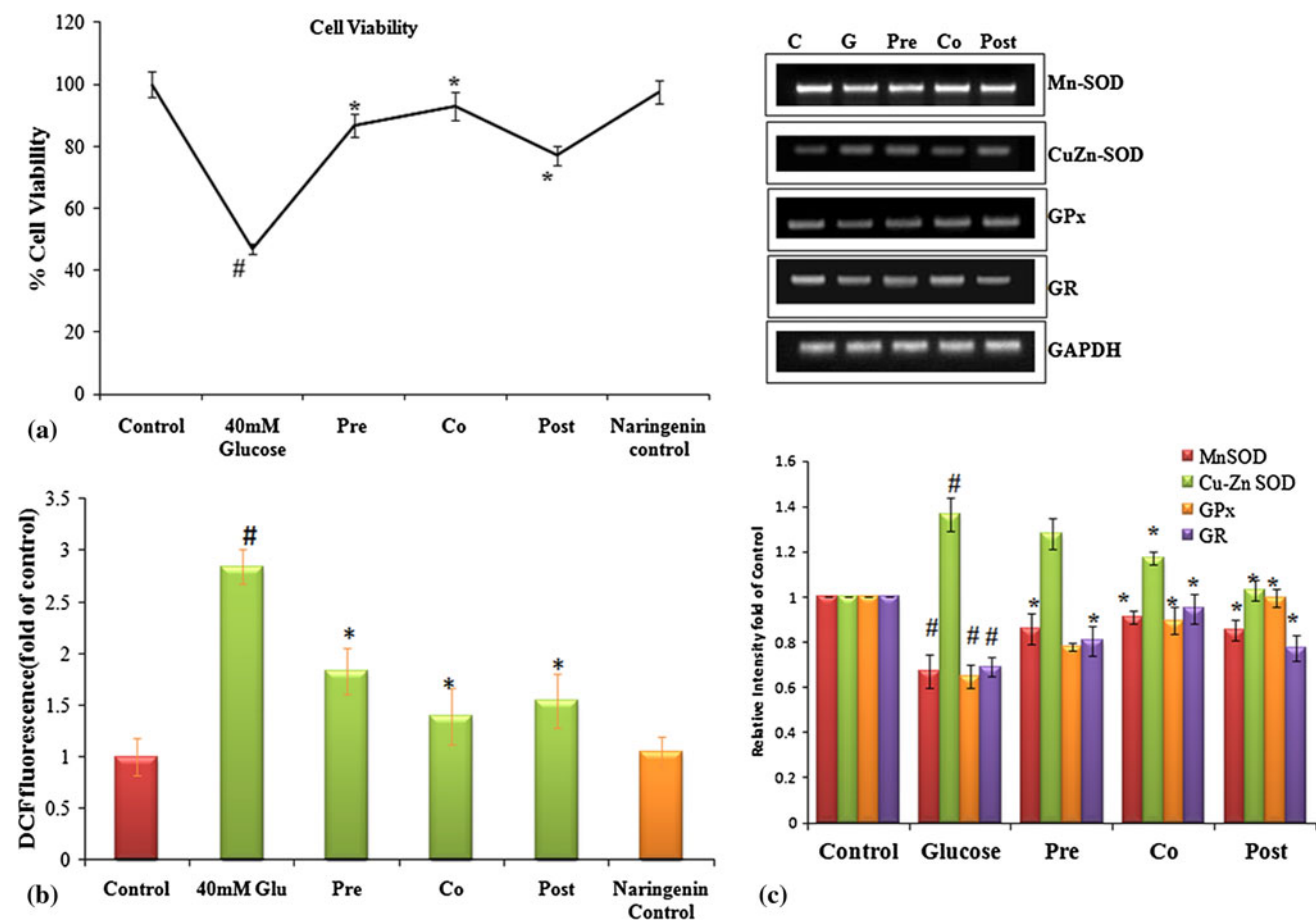 Cell Viability
120
100
80
60
40
20
0
% Cell Viability
*
*
*
#
Control
40mM Glucose
Pre
Co
Post
Naringenin control
(a)
C G Pre Co Post
Mn-SOD
CuZn-SOD
GPx
GR
GAPDH
3.5
3
2.5
2
1.5
1
0.5
0
DCFfluorescence(fold of control)
#
*
*
*
Control
40mM Glu
Pre
Co
Post
Naringenin Control
(b)
1.6
1.4
1.2
1
0.8
0.6
0.4
0.2
0
Relative Intensity fold of Control
MnSOD
Cu-Zn SOD
GPx
GR
# # # #
* *
* * * *
* * * *
Control Glucose Pre Co Post
(c)